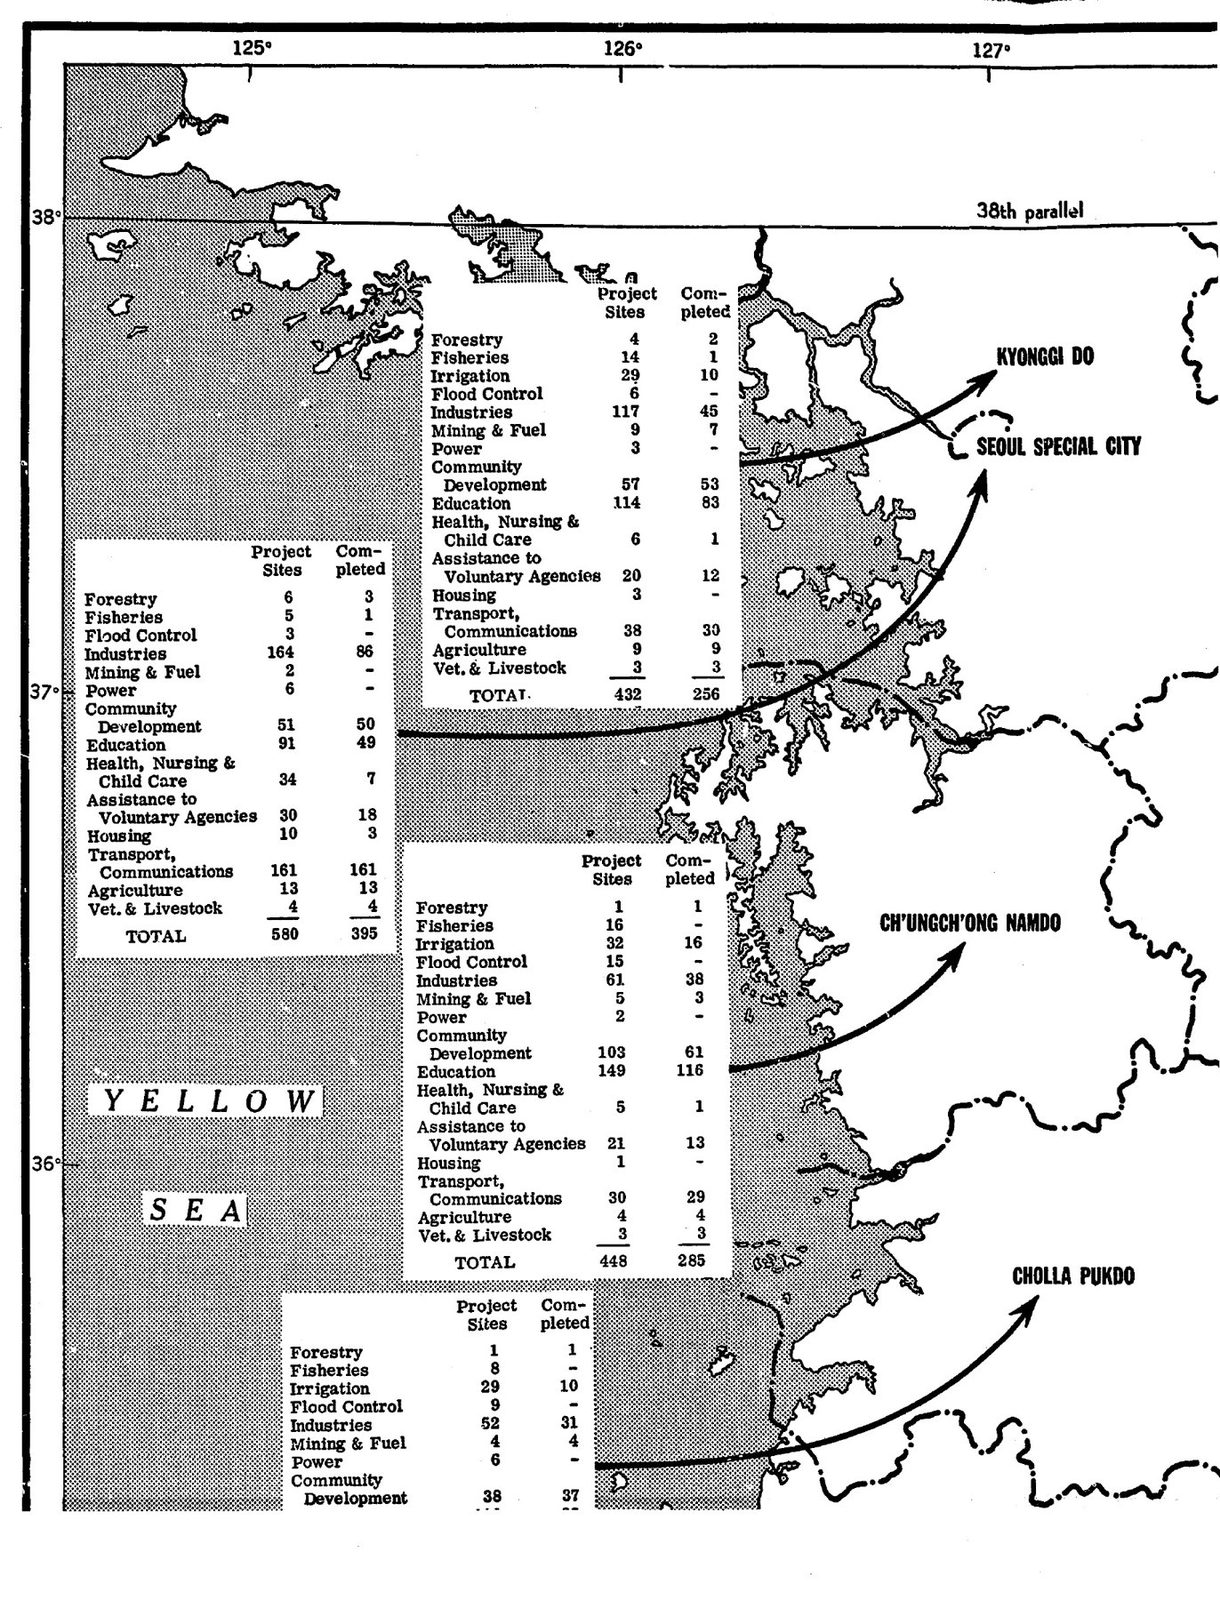 125° 126° 127°
38°
38th parallel
Project Com-
Sites pleted
Forestry 4 2
Fisheries 14 1
Irrigation 29 10
Flood Control 6 -
Industries 117 45
Mining & Fuel 9 7
Power 3 -
Community
Development 57 53
Education 114 83
Health, Nursing &
Child Care 6 1
Assistance to
Voluntary Agencies 20 12
Housing 3 -
Transport,
Communications 38 30
Agriculture 9 9
Vet. & Livestock 3 3
TOTAL 432 256
KYONGGI DO
SEOUL SPECIAL CITY
Project Com-
Sites pleted
Forestry 6 3
Fisheries 5 1
Flood Control 3 -
Industries 164 86
Mining & Fuel 2 -
Power 6 -
Community
Development 51 50
Education 91 49
Health, Nursing &
Child Care 34 7
Assistance to
Voluntary Agencies 30 18
Housing 10 3
Transport,
Communications 161 161
Agriculture 13 13
Vet. & Livestock 4 4
TOTAL 580 395
37°
Project Com-
Sites pleted
Forestry 1 1
Fisheries 16 -
Irrigation 32 16
Flood Control 15 -
Industries 61 38
Mining & Fuel 5 3
Power 2 -
Community
Development 103 61
Education 149 116
Health, Nursing &
Child Care 5 1
Assistance to
Voluntary Agencies 21 13
Housing 1 -
Transport,
Communications 30 29
Agriculture 4 4
Vet. & Livestock 3 3
TOTAL 448 285
CH'UNGCH'ONG NAMDO
YELLOW
36°
SEA
CHOLLA PUKDO
Project Com-
Sites pleted
Forestry 1 1
Fisheries 8 -
Irrigation 29 10
Flood Control 9 -
Industries 52 31
Mining & Fuel 4 4
Power 6 -
Community
Development 38 37